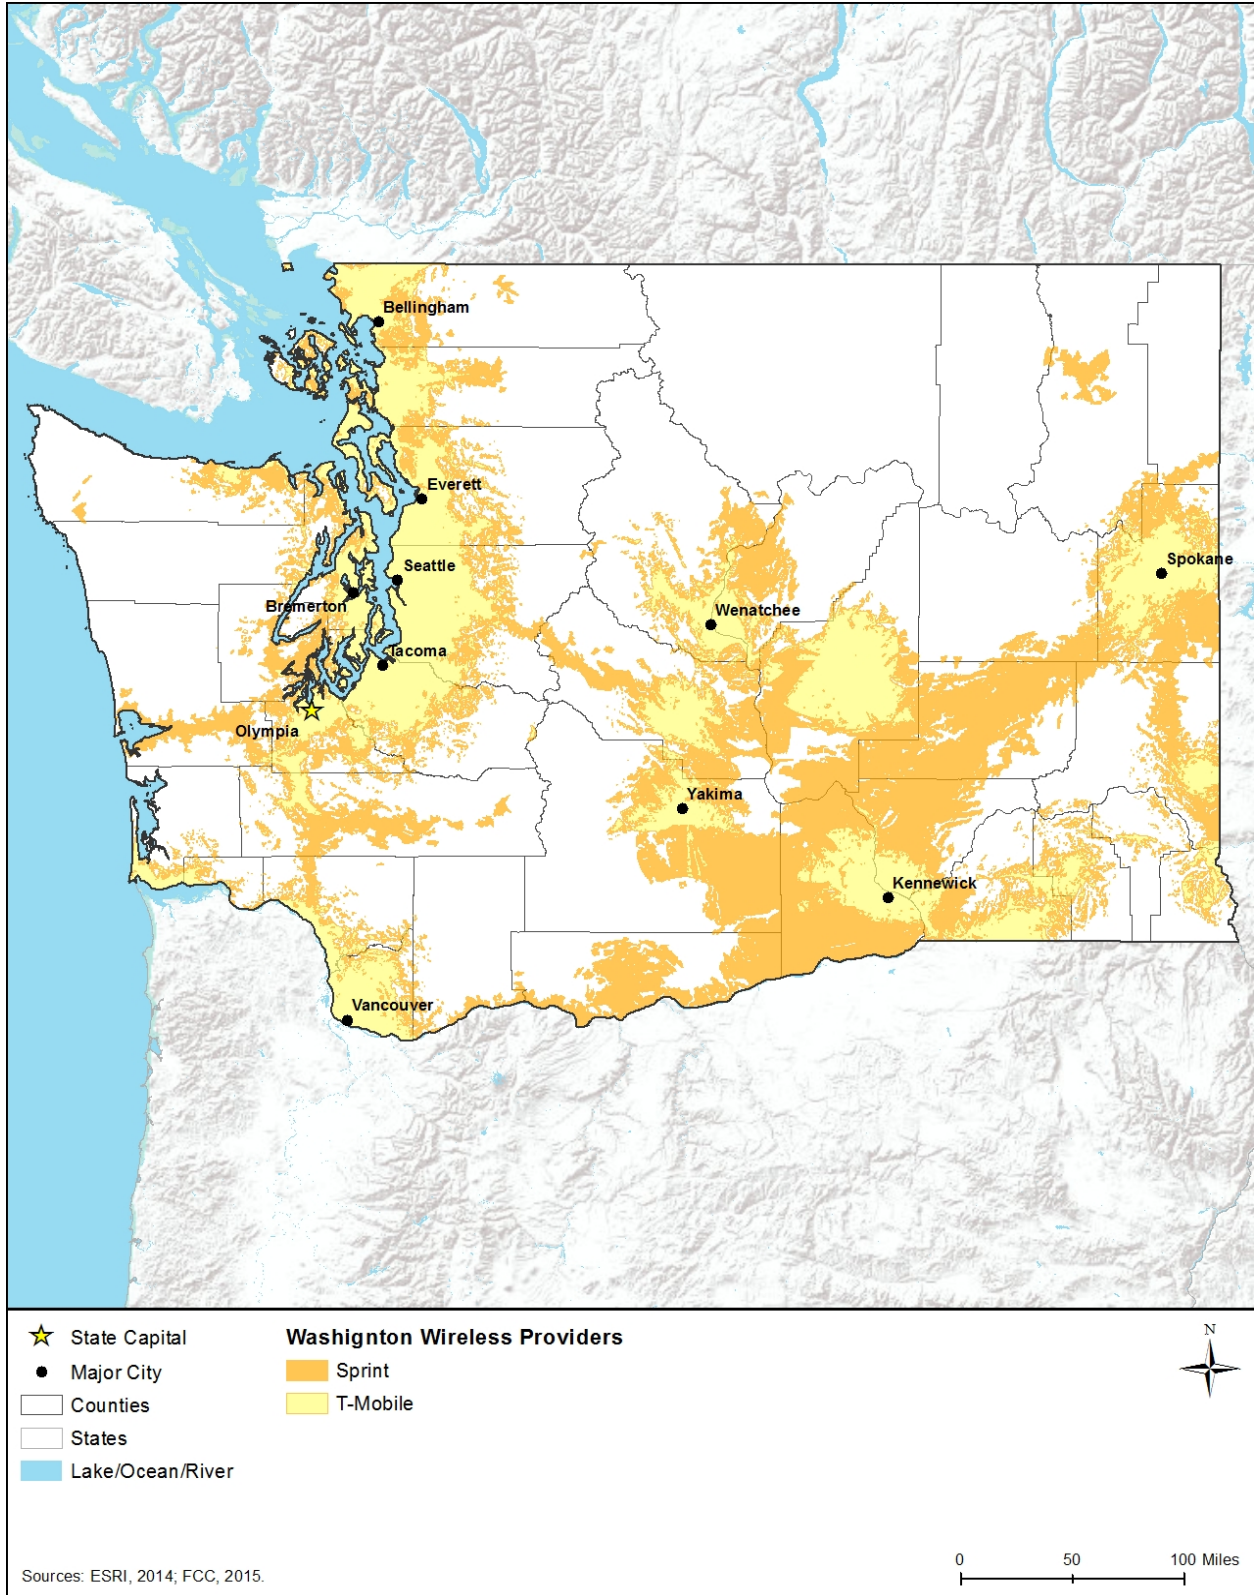 Bellingham
Everett
Seattle
Bremerton
Tacoma
Olympia
Wenatchee
Spokane
Yakima
Kennewick
Vancouver
State Capital
Major City
Counties
States
Lake/Ocean/River
Washignton Wireless Providers
Sprint
T-Mobile
N
0 50 100 Miles
Sources: ESRI, 2014; FCC, 2015.